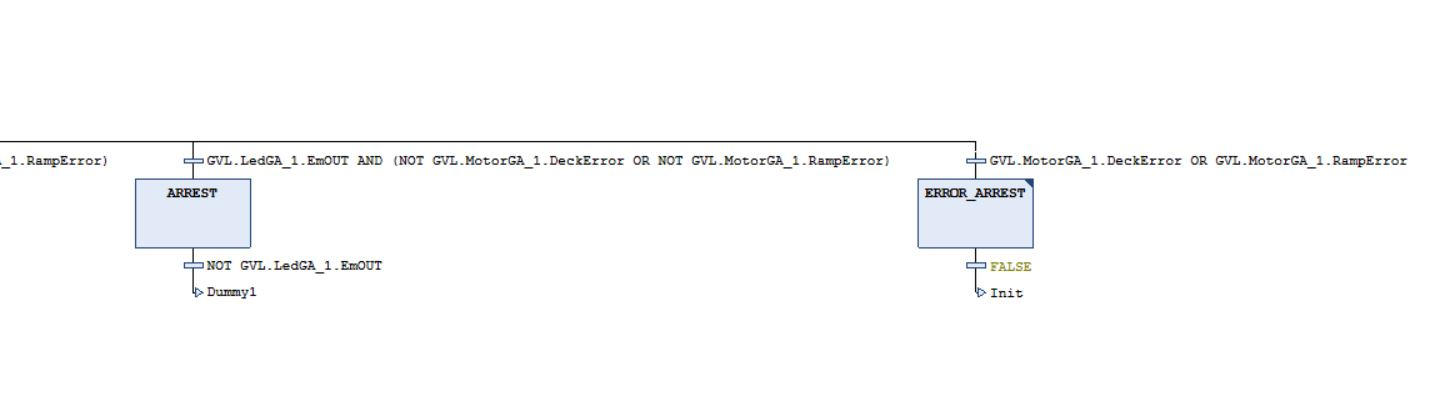 _1.RampError)
GVL.LedGA_1.EmOUT AND (NOT GVL.MotorGA_1.DeckError OR NOT GVL.MotorGA_1.RampError)
GVL.MotorGA_1.DeckError OR GVL.MotorGA_1.RampError
ARREST
ERROR_ARREST
NOT GVL.LedGA_1.EmOUT
FALSE
Dummy1
Init